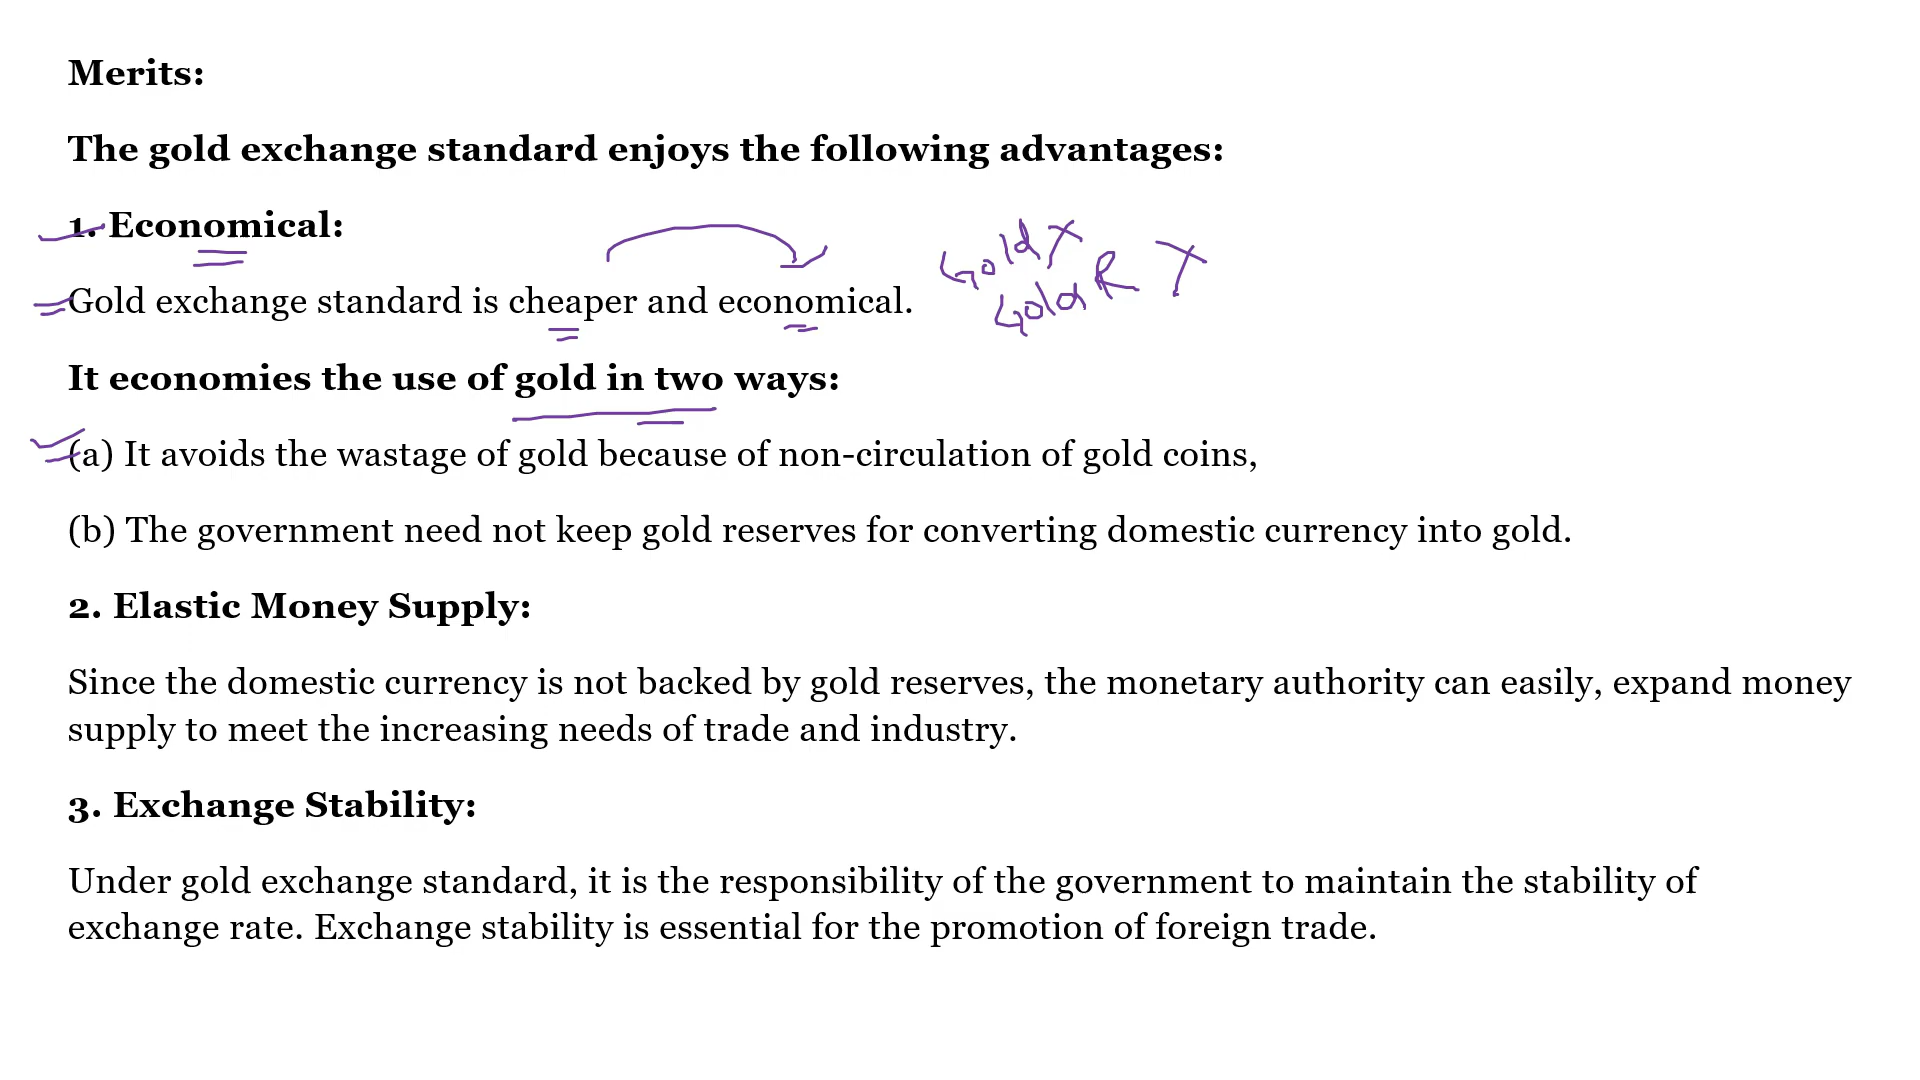 Merits:
The gold exchange standard enjoys the following advantages:
1. Economical:
Gold X
Gold R X
Gold exchange standard is cheaper and economical.
It economies the use of gold in two ways:
(a) It avoids the wastage of gold because of non-circulation of gold coins,
(b) The government need not keep gold reserves for converting domestic currency into gold.
2. Elastic Money Supply:
Since the domestic currency is not backed by gold reserves, the monetary authority can easily, expand money
supply to meet the increasing needs of trade and industry.
3. Exchange Stability:
Under gold exchange standard, it is the responsibility of the government to maintain the stability of
exchange rate. Exchange stability is essential for the promotion of foreign trade.